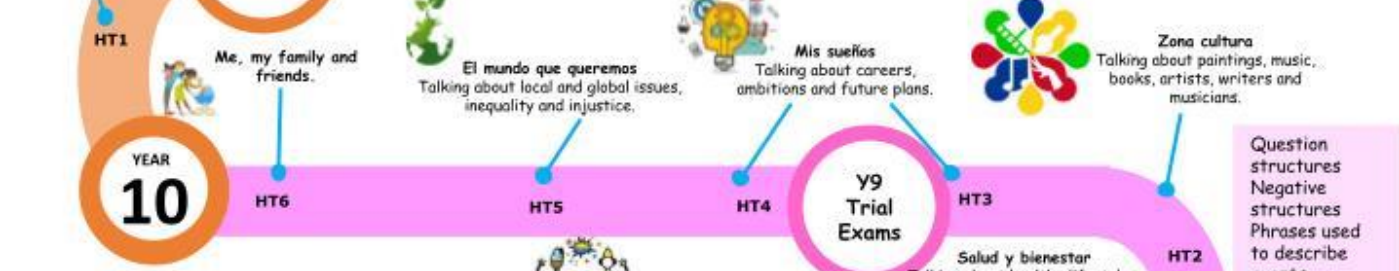 HT1
Me, my family and
friends.
El mundo que queremos
Talking about local and global issues,
inequality and injustice.
Mis sueños
Talking about careers,
ambitions and future plans.
Zona cultura
Talking about paintings, music,
books, artists, writers and
musicians.
YEAR
10
HT6
HT5
HT4
Y9
Trial
Exams
HT3
HT2
Question
structures
Negative
structures
Phrases used
to describe
Salud y bienestar